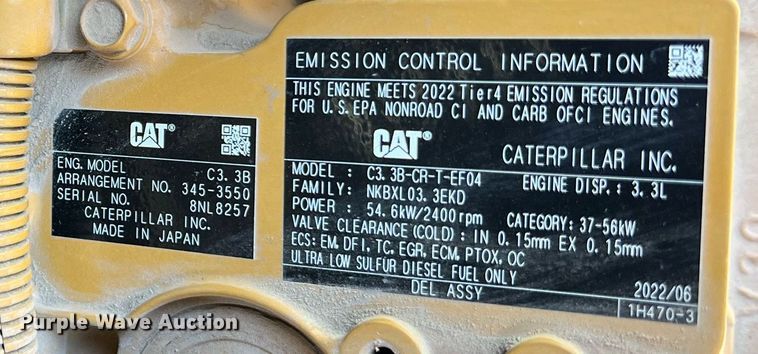 CAT®
ENG. MODEL C3. 3B
ARRANGEMENT NO. 345-3550
SERIAL NO. 8NL8257
CATERPILLAR INC.
MADE IN JAPAN
EMISSION CONTROL INFORMATION
THIS ENGINE MEETS 2022 Tier4 EMISSION REGULATIONS
FOR U.S. EPA NONROAD CI AND CARB OFCI ENGINES.
CAT® CATERPILLAR INC.
MODEL : C3. 3B-CR-T-EF04 ENGINE DISP. : 3. 3L
FAMILY: NKBXL03. 3EKD
POWER : 54. 6kW/2400rpm CATEGORY: 37-56kW
VALVE CLEARANCE (COLD) : IN 0. 15mm EX 0. 15mm
ECS: EM, DFI, TC, EGR, ECM, PTOX, OC
ULTRA LOW SULFUR DIESEL FUEL ONLY
DEL ASSY 2022/06
1H470-3
Purple Wave Auction